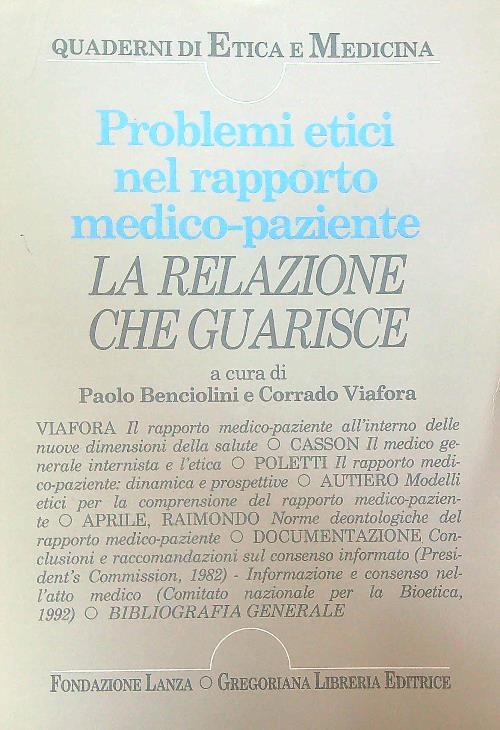 QUADERNI DI ETICA E MEDICINA
Problemi etici
nel rapporto
medico-paziente
LA RELAZIONE
CHE GUARISCE
a cura di
Paolo Benciolini e Corrado Viafora
VIAFORA Il rapporto medico-paziente all'interno delle
nuove dimensioni della salute ○ CASSON Il medico ge-
nerale internista e l'etica ○ POLETTI Il rapporto medi-
co-paziente: dinamica e prospettive ○ AUTIERO Modelli
etici per la comprensione del rapporto medico-pazien-
te ○ APRILE, RAIMONDO Norme deontologiche del
rapporto medico-paziente ○ DOCUMENTAZIONE, Con-
clusioni e raccomandazioni sul consenso informato (Presi-
dent's Commission, 1982) - Informazione e consenso nel-
l'atto medico (Comitato nazionale per la Bioetica,
1992) ○ BIBLIOGRAFIA GENERALE
FONDAZIONE LANZA ○ GREGORIANA LIBRERIA EDITRICE